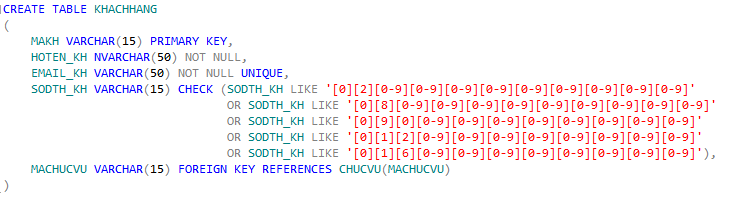 CREATE TABLE KHACHHANG
(
MAKH VARCHAR(15) PRIMARY KEY,
HOTEN_KH NVARCHAR(50) NOT NULL,
EMAIL_KH VARCHAR(50) NOT NULL UNIQUE,
SODTH_KH VARCHAR(15) CHECK (SODTH_KH LIKE '[0][2][0-9][0-9][0-9][0-9][0-9][0-9][0-9][0-9][0-9]'
OR SODTH_KH LIKE '[0][8][0-9][0-9][0-9][0-9][0-9][0-9][0-9][0-9][0-9]'
OR SODTH_KH LIKE '[0][9][0][0-9][0-9][0-9][0-9][0-9][0-9][0-9][0-9]'
OR SODTH_KH LIKE '[0][1][2][0-9][0-9][0-9][0-9][0-9][0-9][0-9][0-9]'
OR SODTH_KH LIKE '[0][1][6][0-9][0-9][0-9][0-9][0-9][0-9][0-9][0-9]'),
MACHUCVU VARCHAR(15) FOREIGN KEY REFERENCES CHUCVU(MACHUCVU)
)